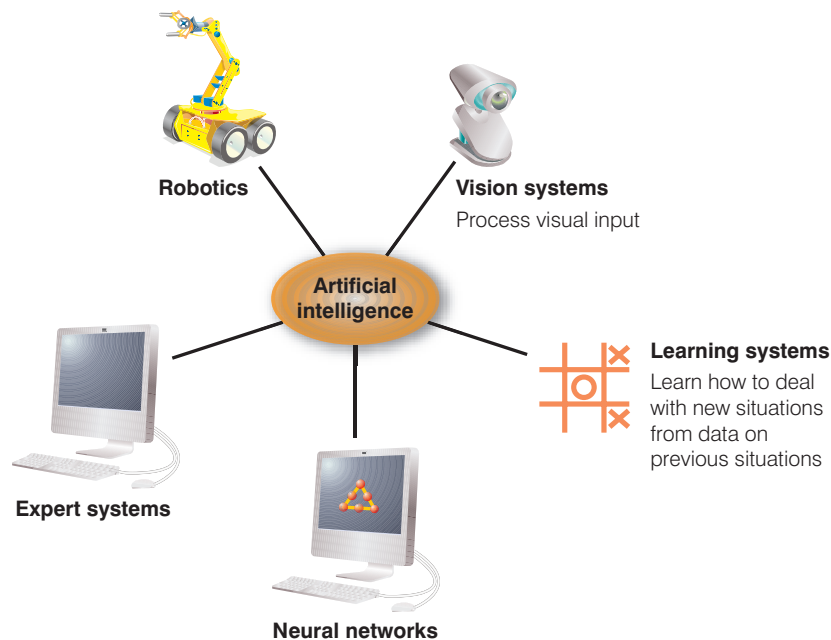 Robotics
Vision systems
Process visual input
Artificial
intelligence
Learning systems
Learn how to deal
with new situations
from data on
previous situations
Expert systems
Neural networks